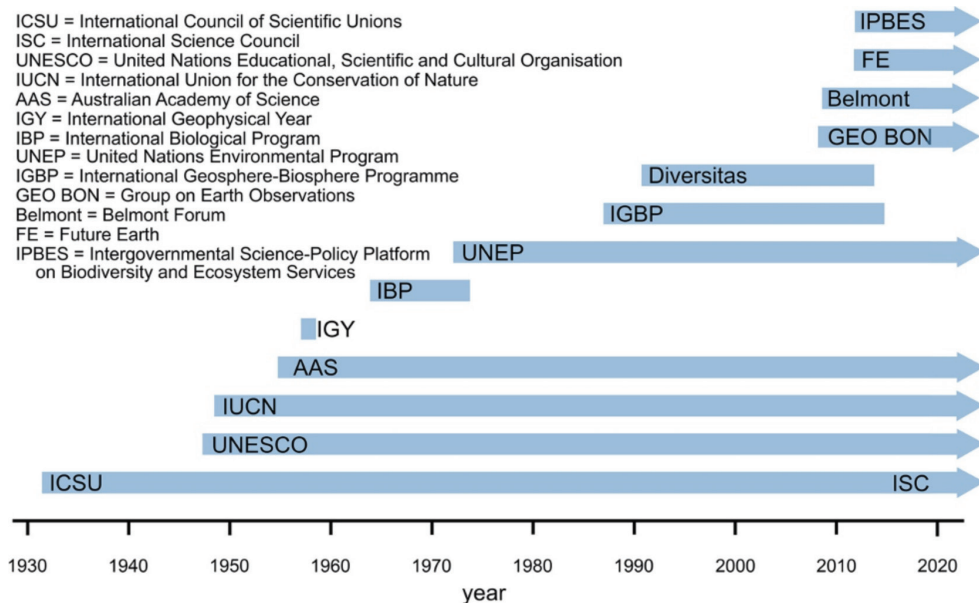 ICSU = International Council of Scientific Unions
ISC = International Science Council
UNESCO = United Nations Educational, Scientific and Cultural Organisation
IUCN = International Union for the Conservation of Nature
AAS = Australian Academy of Science
IGY = International Geophysical Year
IBP = International Biological Program
UNEP = United Nations Environmental Program
IGBP = International Geosphere-Biosphere Programme
GEO BON = Group on Earth Observations
Belmont = Belmont Forum
FE = Future Earth
IPBES = Intergovernmental Science-Policy Platform
on Biodiversity and Ecosystem Services
IPBES
FE
Belmont
GEO BON
Diversitas
IGBP
UNEP
IBP
IGY
AAS
IUCN
UNESCO
ICSU ISC
1930 1940 1950 1960 1970 1980 1990 2000 2010 2020
year